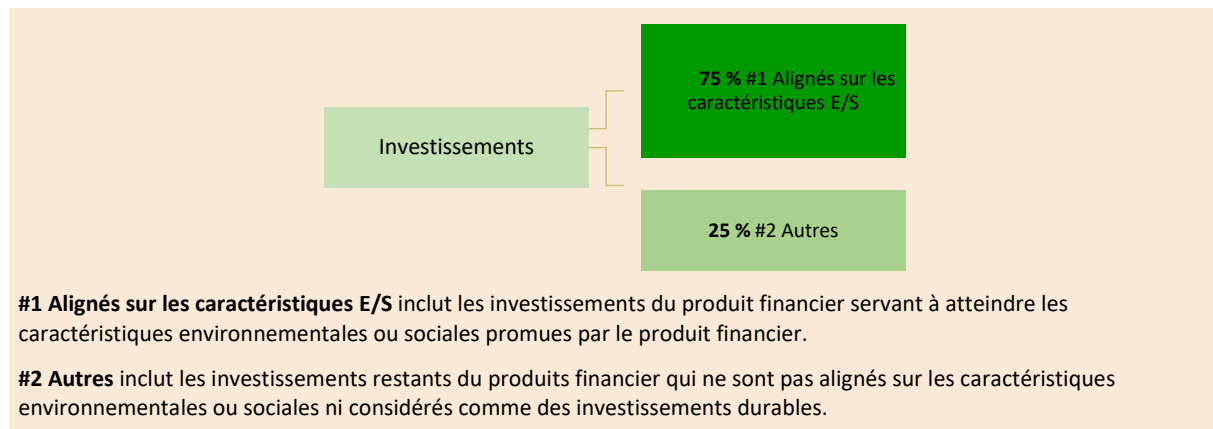 75 % #1 Alignés sur les
caractéristiques E/S
Investissements
25 % #2 Autres
#1 Alignés sur les caractéristiques E/S inclut les investissements du produit financier servant à atteindre les
caractéristiques environnementales ou sociales promues par le produit financier.
#2 Autres inclut les investissements restants du produits financier qui ne sont pas alignés sur les caractéristiques
environnementales ou sociales ni considérés comme des investissements durables.